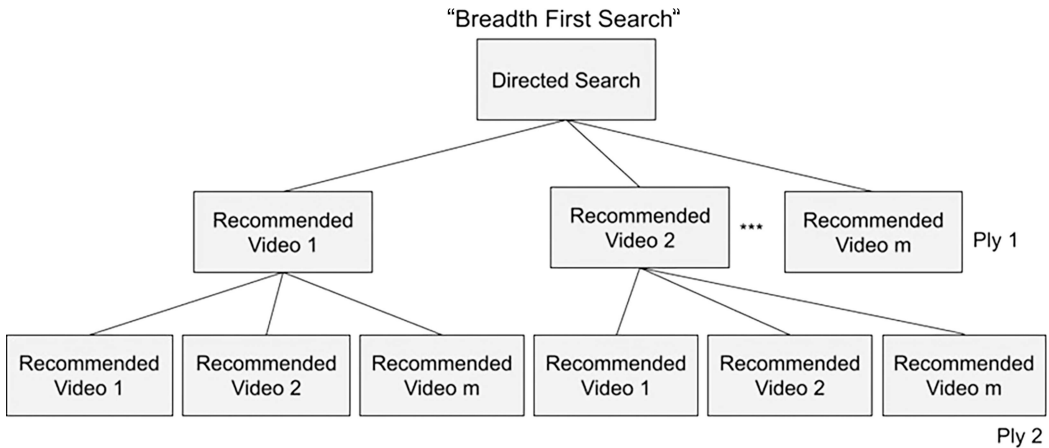 “Breadth First Search“
Directed Search
Recommended
Video 1
Recommended
Video 2
***
Recommended
Video m
Ply 1
Recommended
Video 1
Recommended
Video 2
Recommended
Video m
Recommended
Video 1
Recommended
Video 2
Recommended
Video m
Ply 2